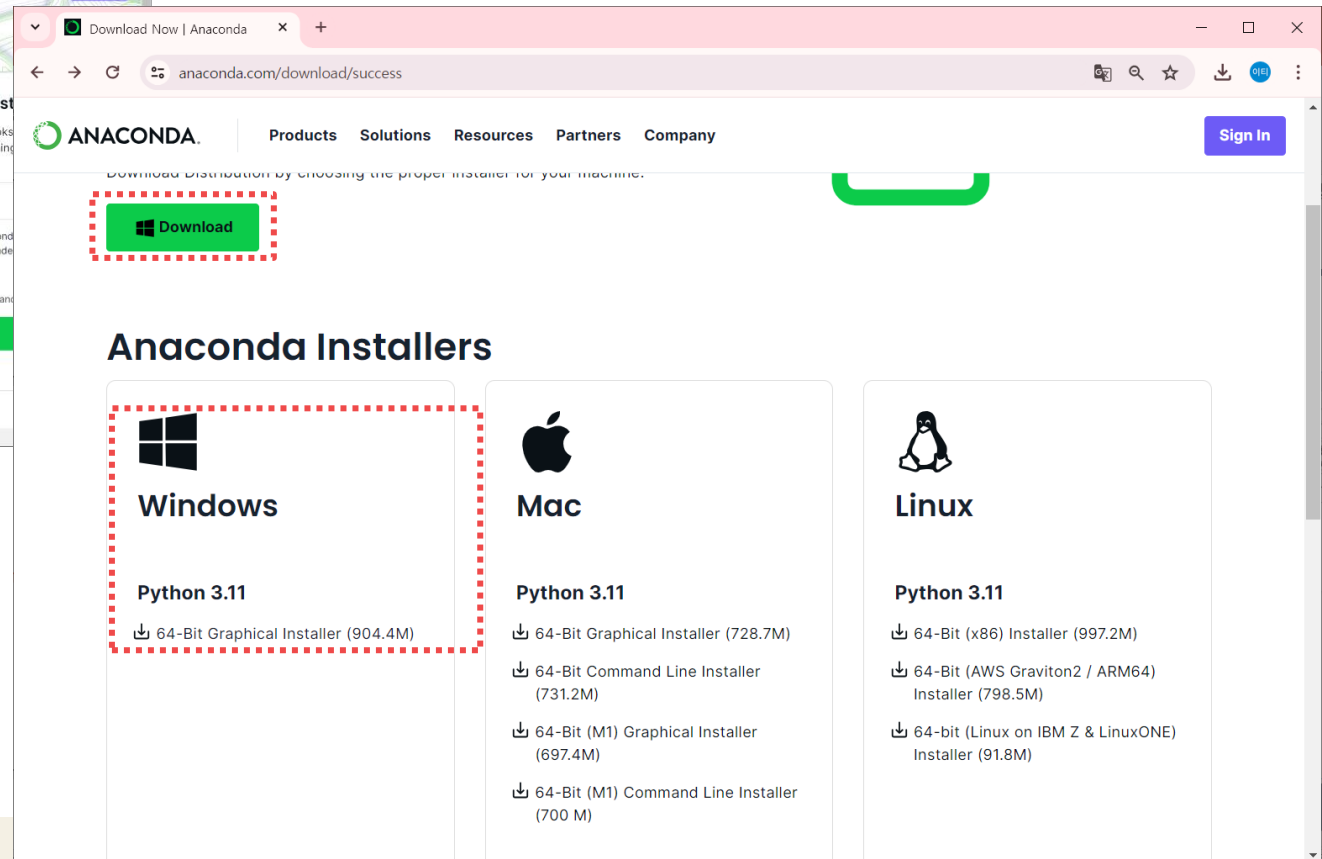 Download Now | Anaconda
anaconda.com/download/success
이티
ANACONDA.
Products Solutions Resources Partners Company
Sign In
Download Distribution by choosing the proper installer for your machine.
Download
Anaconda Installers
Windows
Python 3.11
64-Bit Graphical Installer (904.4M)
Mac
Python 3.11
64-Bit Graphical Installer (728.7M)
64-Bit Command Line Installer
(731.2M)
64-Bit (M1) Graphical Installer
(697.4M)
64-Bit (M1) Command Line Installer
(700 M)
Linux
Python 3.11
64-Bit (x86) Installer (997.2M)
64-Bit (AWS Graviton2 / ARM64)
Installer (798.5M)
64-bit (Linux on IBM Z & LinuxONE)
Installer (91.8M)